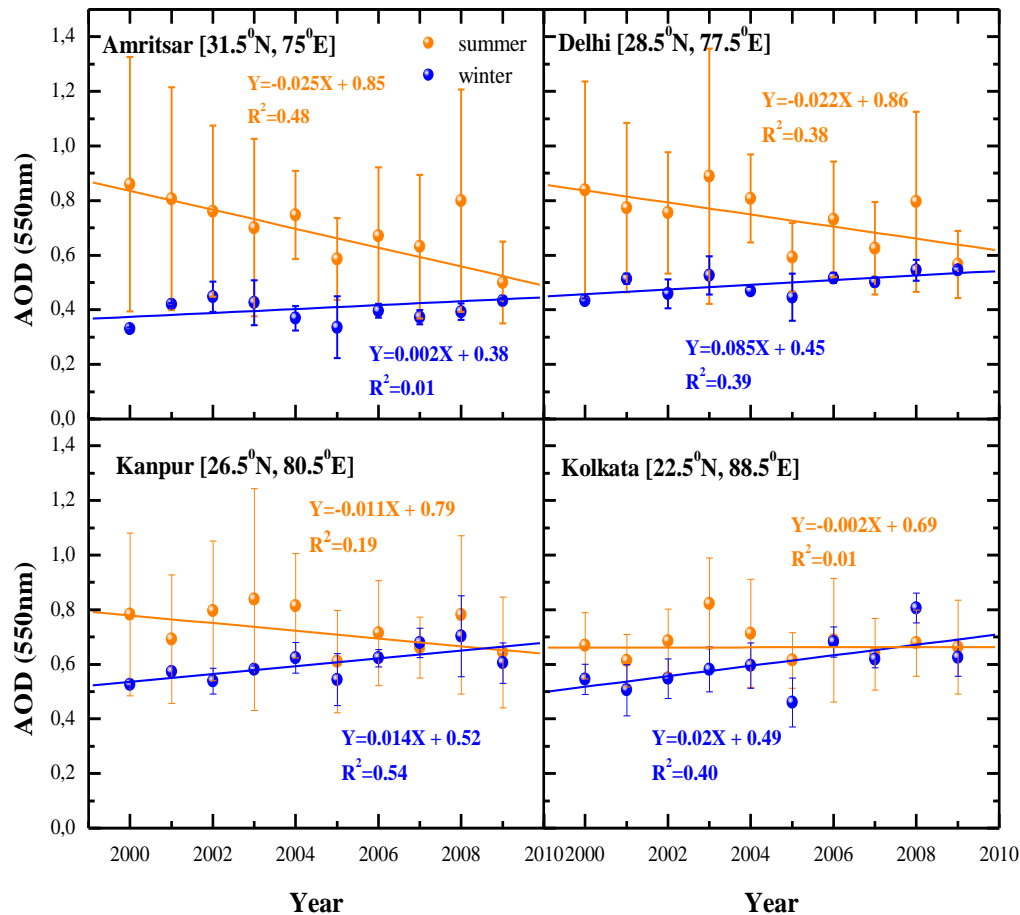 Amritsar [31.5⁰N, 75⁰E]
summer
winter
Y=-0.025X + 0.85
R²=0.48
Y=0.002X + 0.38
R²=0.01
AOD (550nm)
1,4
1,2
1,0
0,8
0,6
0,4
0,2
0,0
Delhi [28.5⁰N, 77.5⁰E]
Y=-0.022X + 0.86
R²=0.38
Y=0.085X + 0.45
R²=0.39
Kanpur [26.5⁰N, 80.5⁰E]
Y=-0.011X + 0.79
R²=0.19
Y=0.014X + 0.52
R²=0.54
AOD (550nm)
1,4
1,2
1,0
0,8
0,6
0,4
0,2
0,0
2000 2002 2004 2006 2008 2010
Year
Kolkata [22.5⁰N, 88.5⁰E]
Y=-0.002X + 0.69
R²=0.01
Y=0.02X + 0.49
R²=0.40
2000 2002 2004 2006 2008 2010
Year